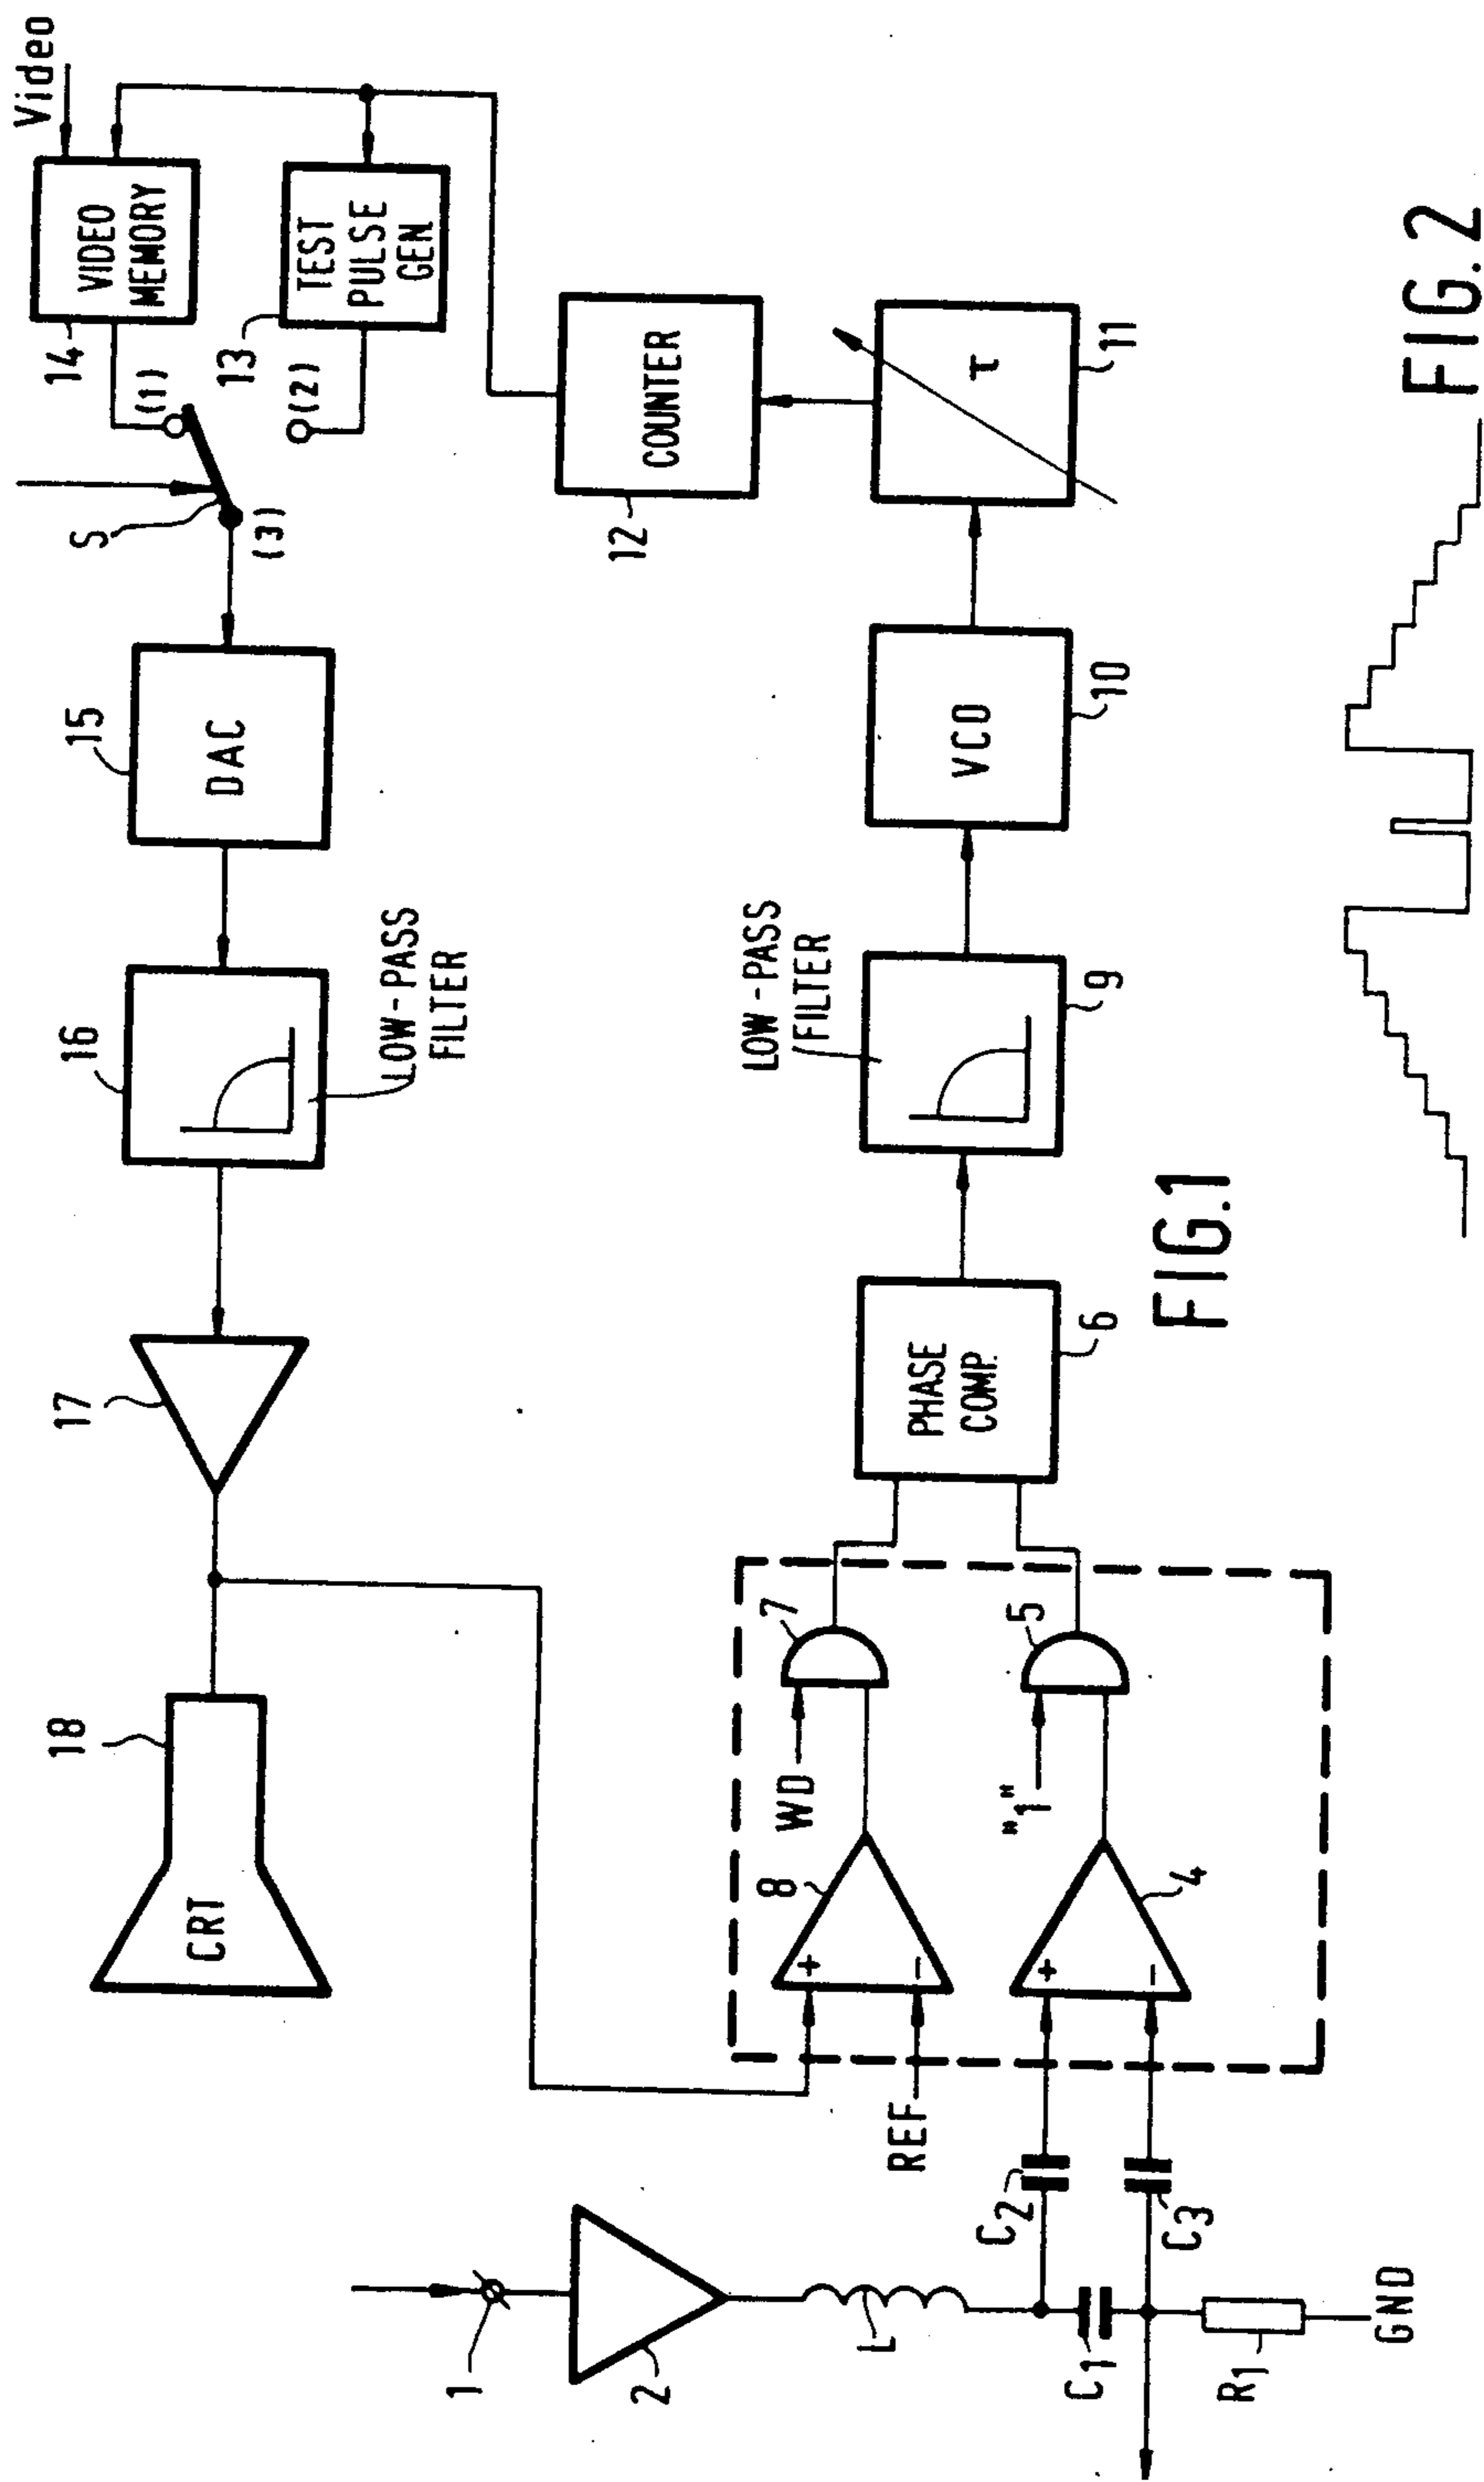 CRT
18
17
16
LOW-PASS
FILTER
15
DAC
S
(3)
(1)
(2)
14
VIDEO
MEMORY
Video
13
TEST
PULSE
GEN
12
COUNTER
1
2
L
C2
C1
C3
R1
GND
REF
8
+
-
WD
7
4
+
-
"1"
5
PHASE
COMP.
6
LOW-PASS
FILTER
9
VCO
10
τ
11
FIG.1
FIG.2